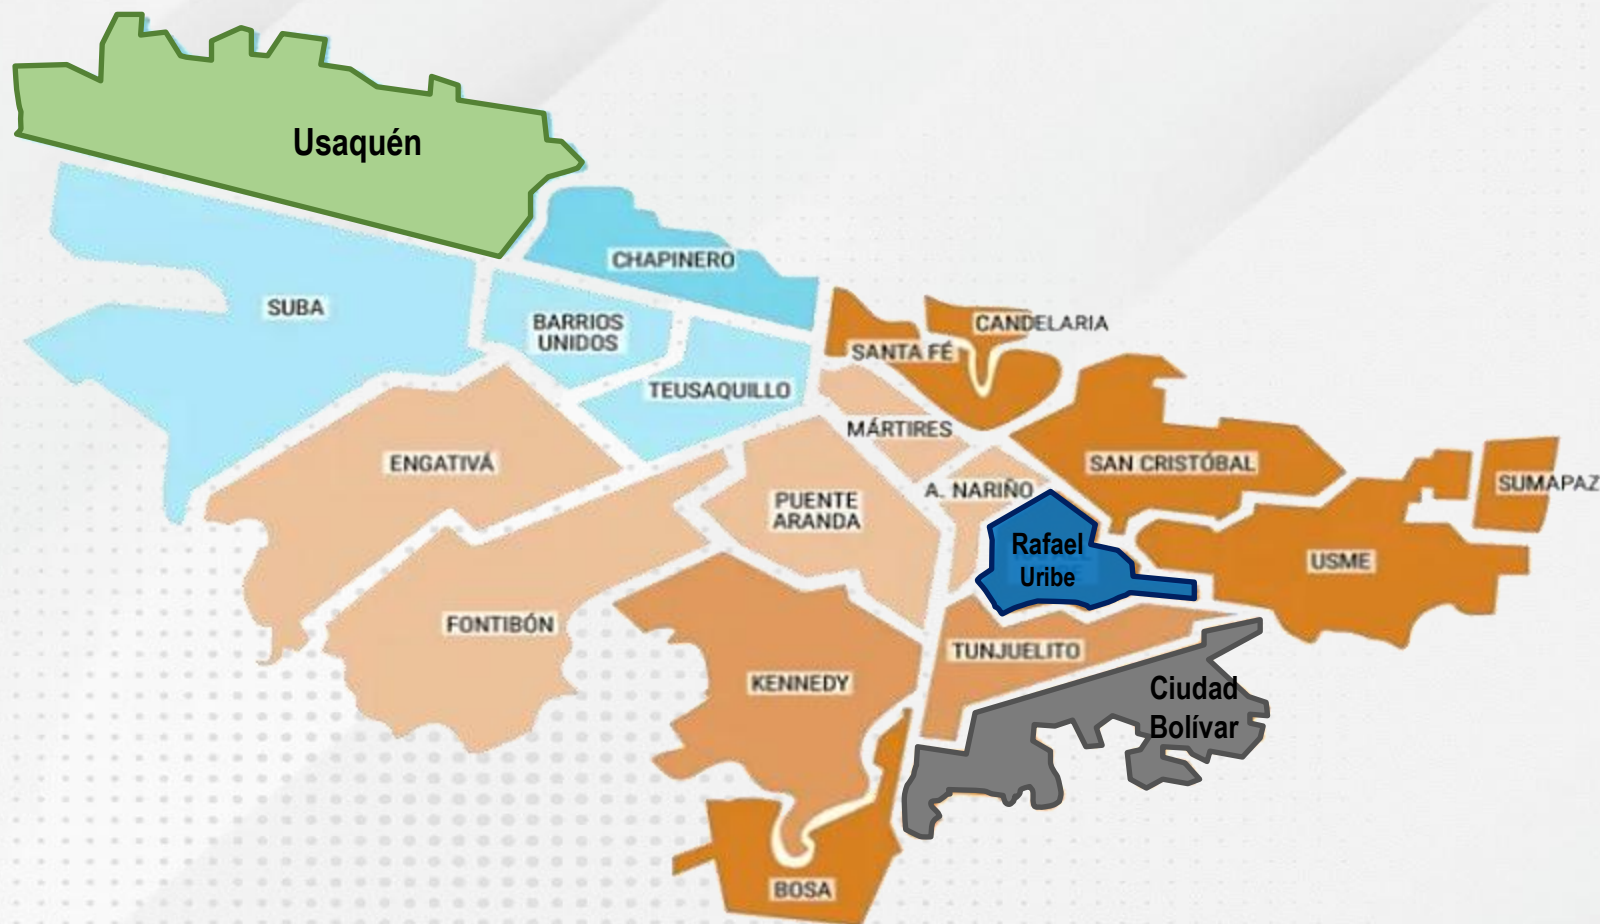 Usaquén
CHAPINERO
SUBA
BARRIOS
UNIDOS
CANDELARIA
SANTA FÉ
TEUSAQUILLO
MÁRTIRES
ENGATIVÁ
SAN CRISTÓBAL
A. NARIÑO
SUMAPAZ
PUENTE
ARANDA
Rafael
Uribe
USME
FONTIBÓN
TUNJUELITO
KENNEDY
Ciudad
Bolívar
BOSA